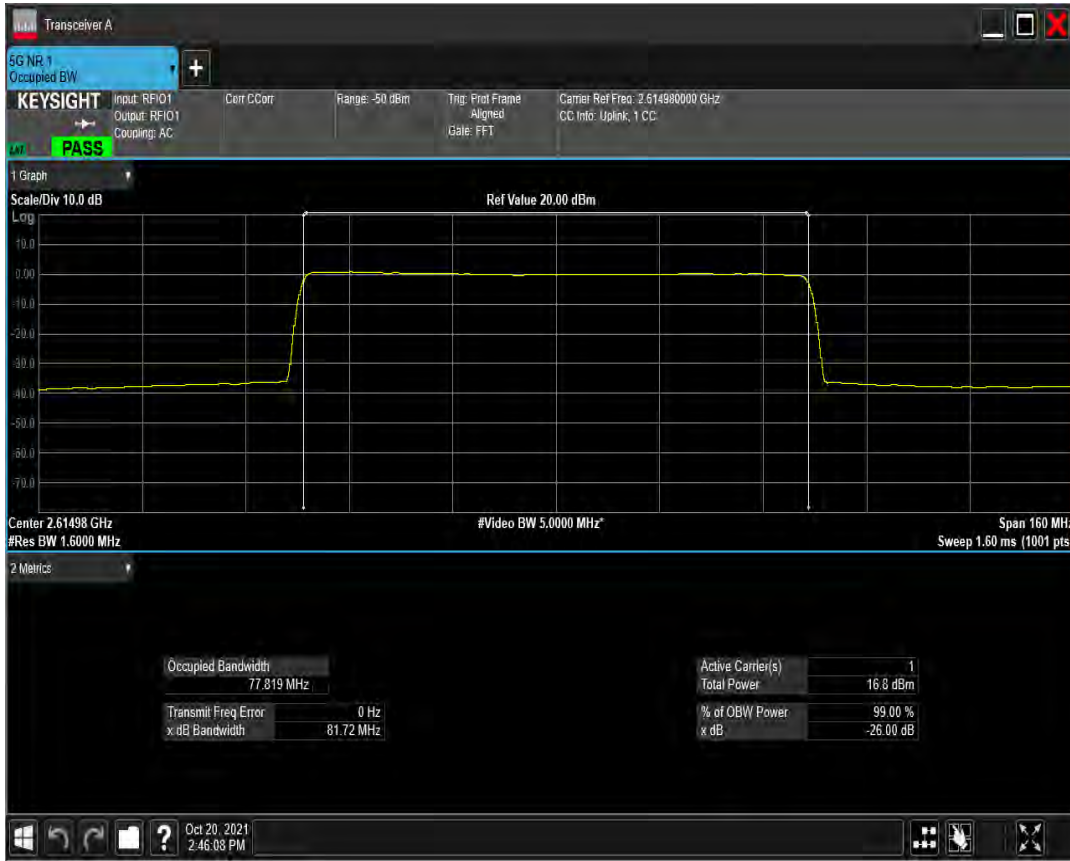 Transceiver A
5G NR 1
Occupied BW
+
KEYSIGHT
PASS
Input: RFIO1
Output: RFIO1
Coupling: AC
Corr CCorr
Range: -50 dBm
Trig: Prot Frame
Aligned
Gate: FFT
Carrier Ref Freq: 2.614980000 GHz
CC Info: Uplink, 1 CC
1 Graph
Scale/Div 10.0 dB
Ref Value 20.00 dBm
Log
10.0
0.00
-10.0
-20.0
-30.0
-40.0
-50.0
-60.0
-70.0
Center 2.61498 GHz
#Video BW 5.0000 MHz*
Span 160 MHz
#Res BW 1.6000 MHz
Sweep 1.60 ms (1001 pts
2 Metrics
Occupied Bandwidth
77.819 MHz
Transmit Freq Error 0 Hz
x dB Bandwidth 81.72 MHz
Active Carrier(s) 1
Total Power 16.8 dBm
% of OBW Power 99.00 %
x dB -26.00 dB
?
Oct 20, 2021
2:46:08 PM